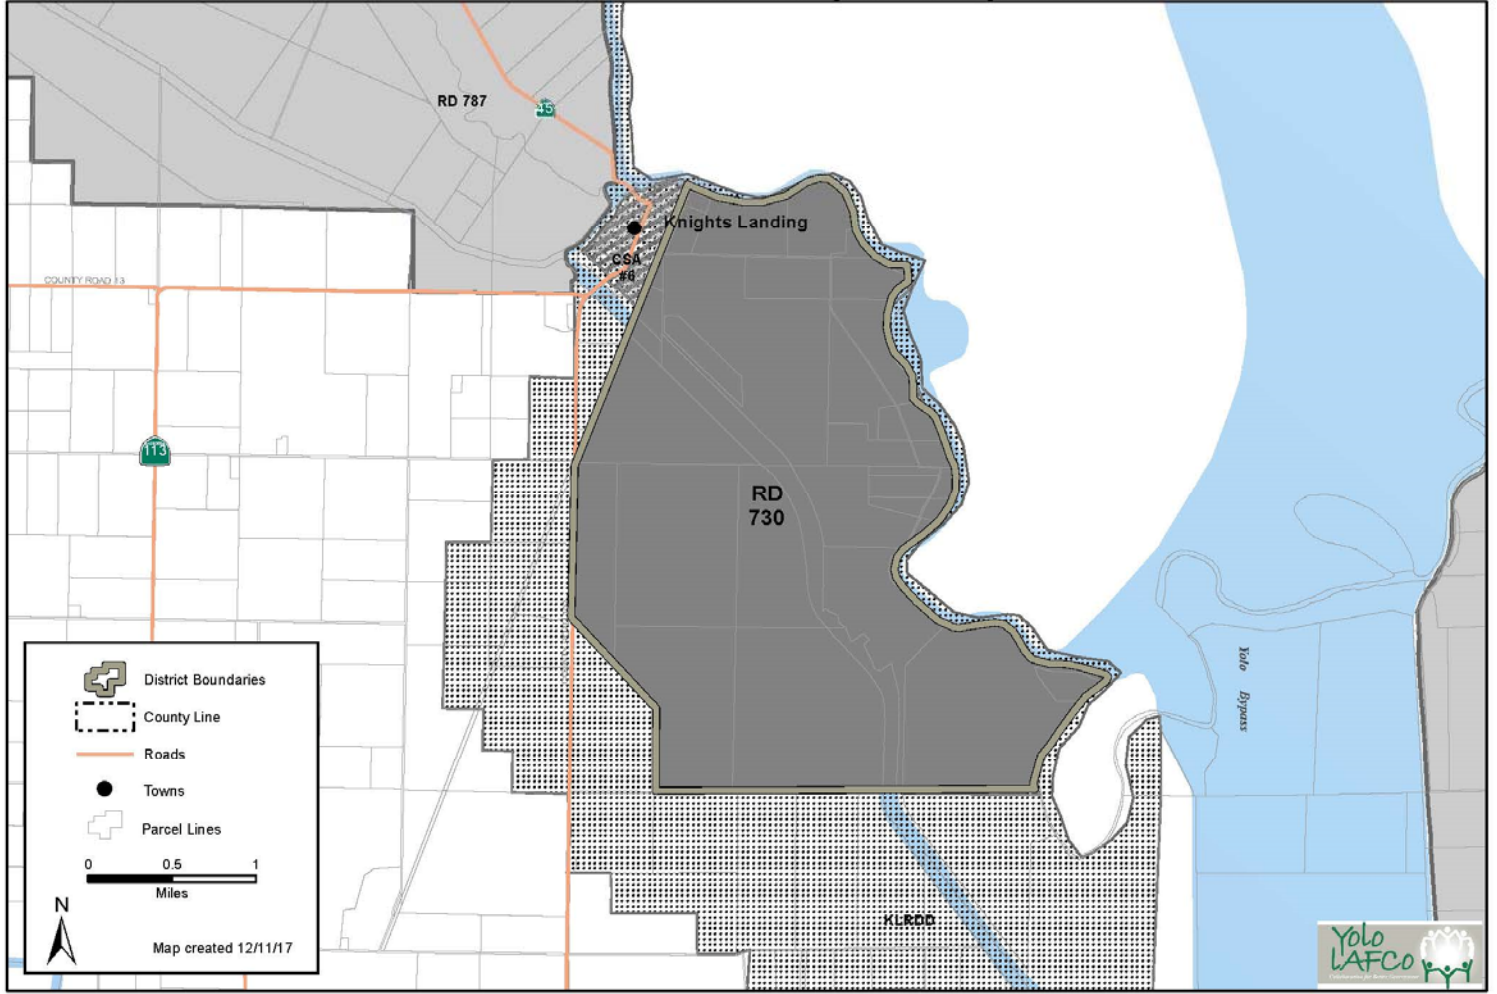 RD 787
45
Knights Landing
CSA
#6
COUNTY ROAD 13
113
RD
730
Yolo Bypass
District Boundaries
County Line
Roads
Towns
Parcel Lines
0 0.5 1
Miles
N
Map created 12/11/17
KLRDD
Yolo
LAFCo